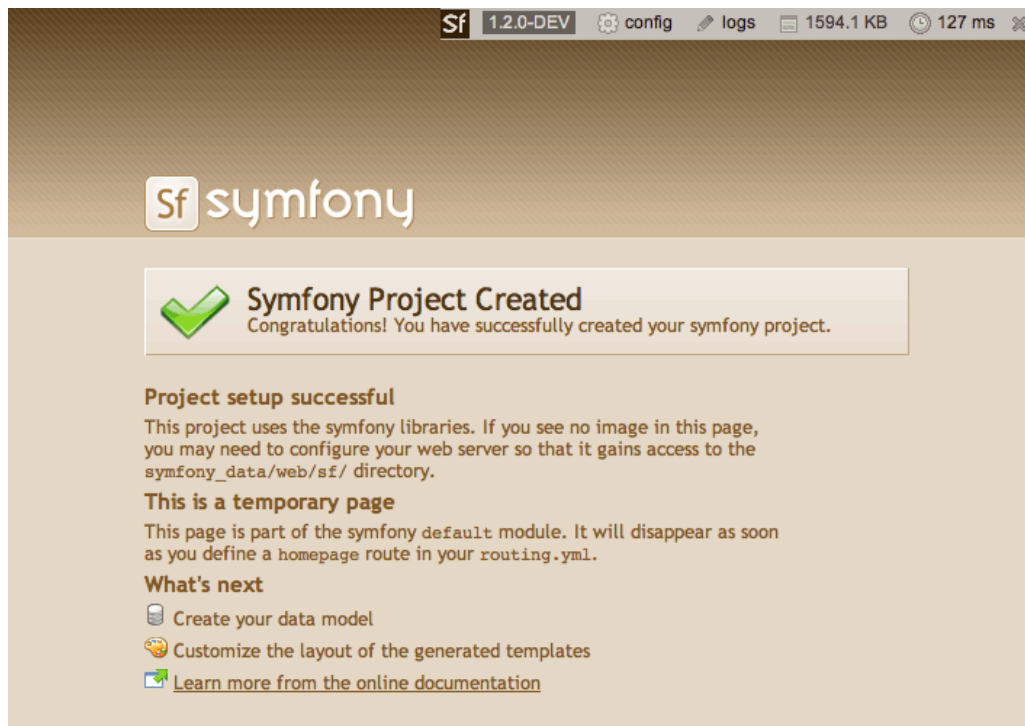 Sf 1.2.0-DEV config logs 1594.1 KB 127 ms
Sf symfony
Symfony Project Created
Congratulations! You have successfully created your symfony project.
Project setup successful
This project uses the symfony libraries. If you see no image in this page,
you may need to configure your web server so that it gains access to the
symfony_data/web/sf/ directory.
This is a temporary page
This page is part of the symfony default module. It will disappear as soon
as you define a homepage route in your routing.yml.
What's next
Create your data model
Customize the layout of the generated templates
Learn more from the online documentation